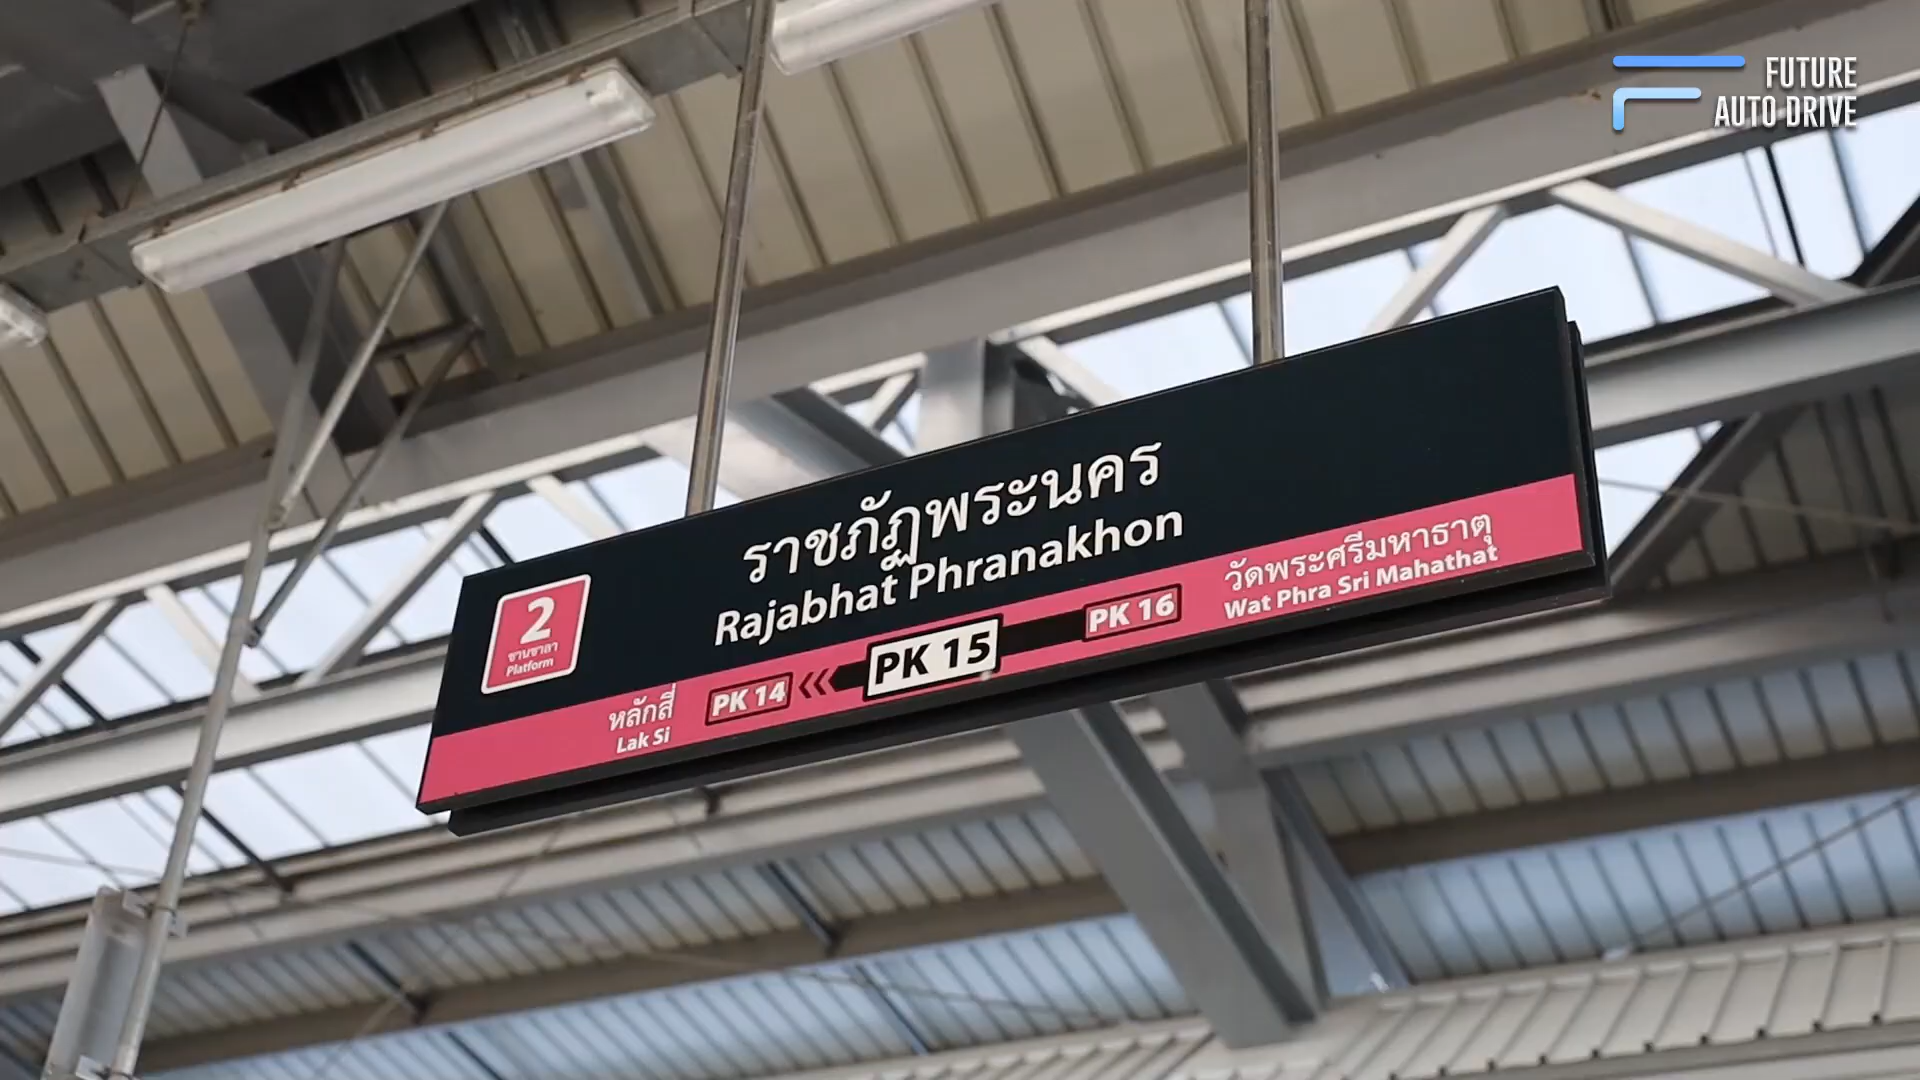 FUTURE
AUTO DRIVE
ราชภัฏพระนคร
Rajabhat Phranakhon
2
ชานชาลา
Platform
วัดพระศรีมหาธาตุ
Wat Phra Sri Mahathat
PK 16
PK 15
PK 14
หลักสี่
Lak Si